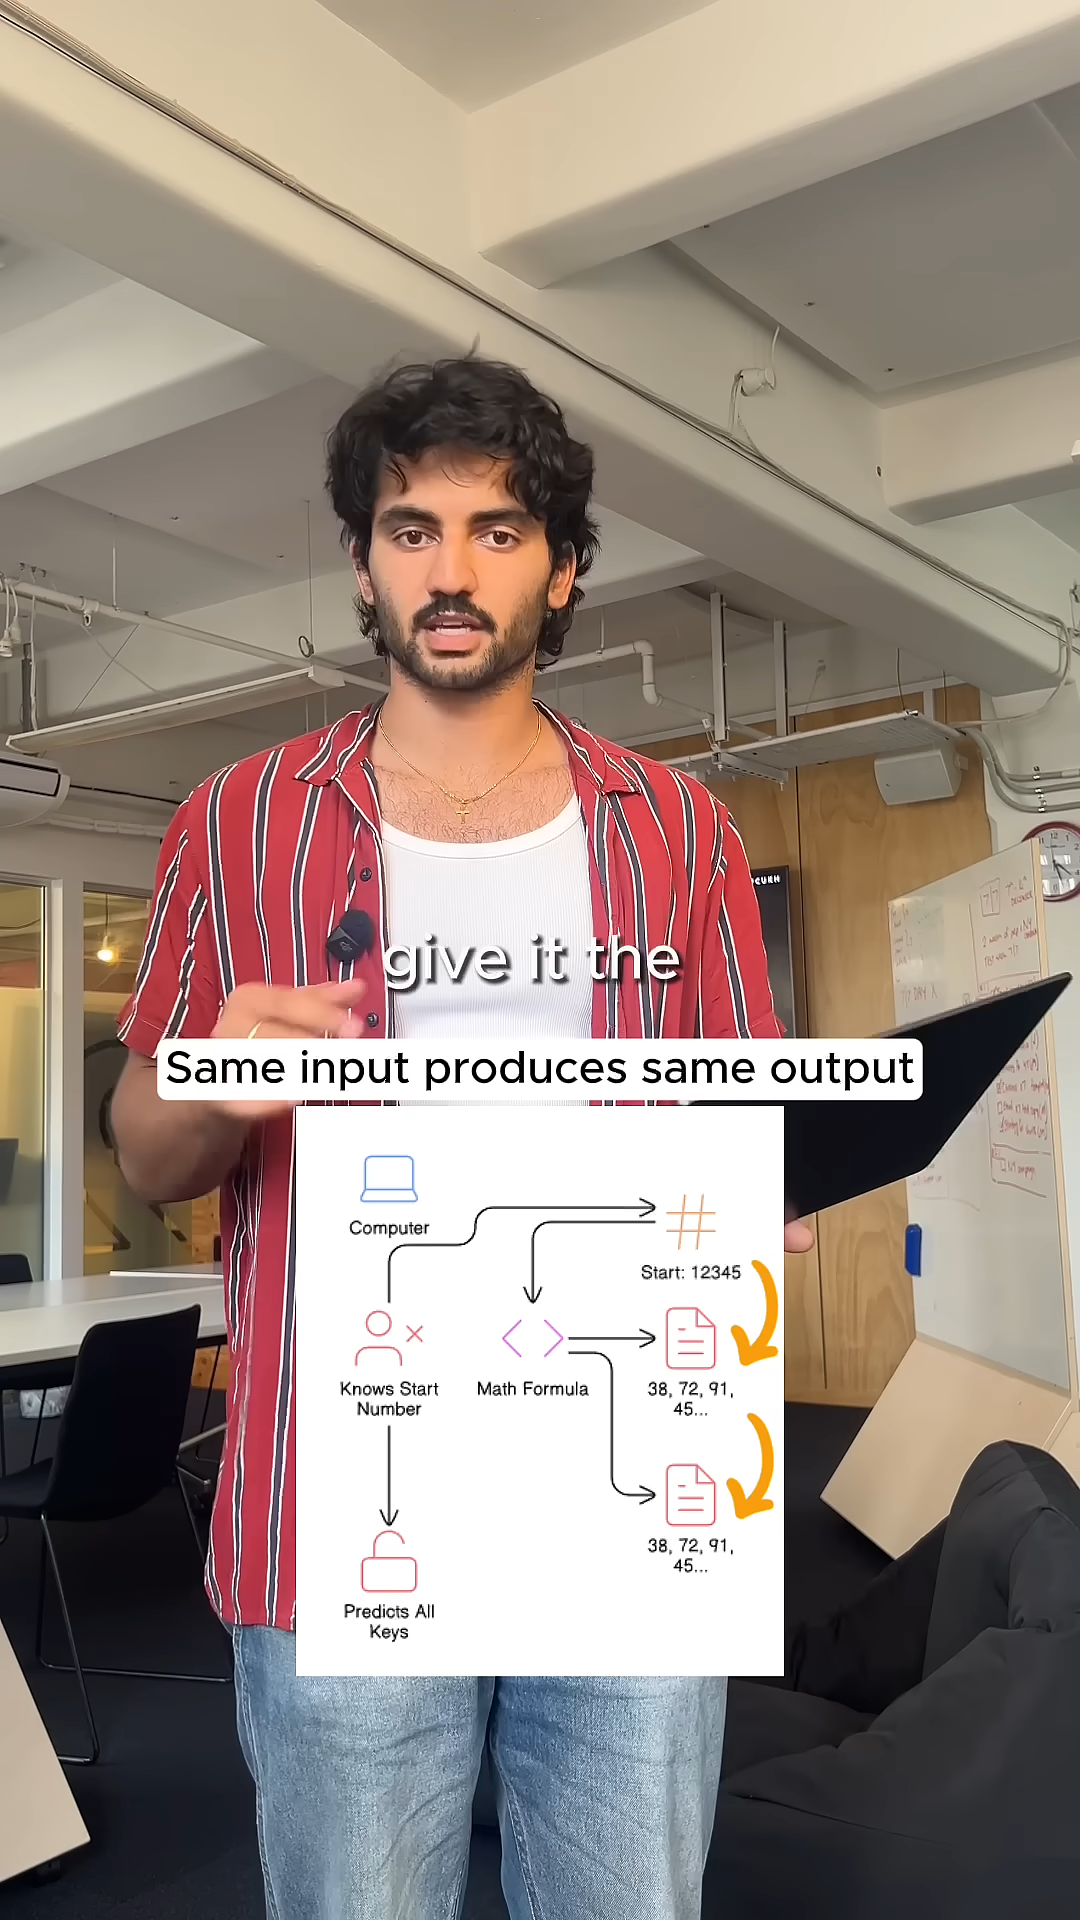 give it the
Same input produces same output
Computer
Start: 12345
Knows Start
Number
Math Formula
38, 72, 91,
45...
38, 72, 91,
45...
Predicts All
Keys